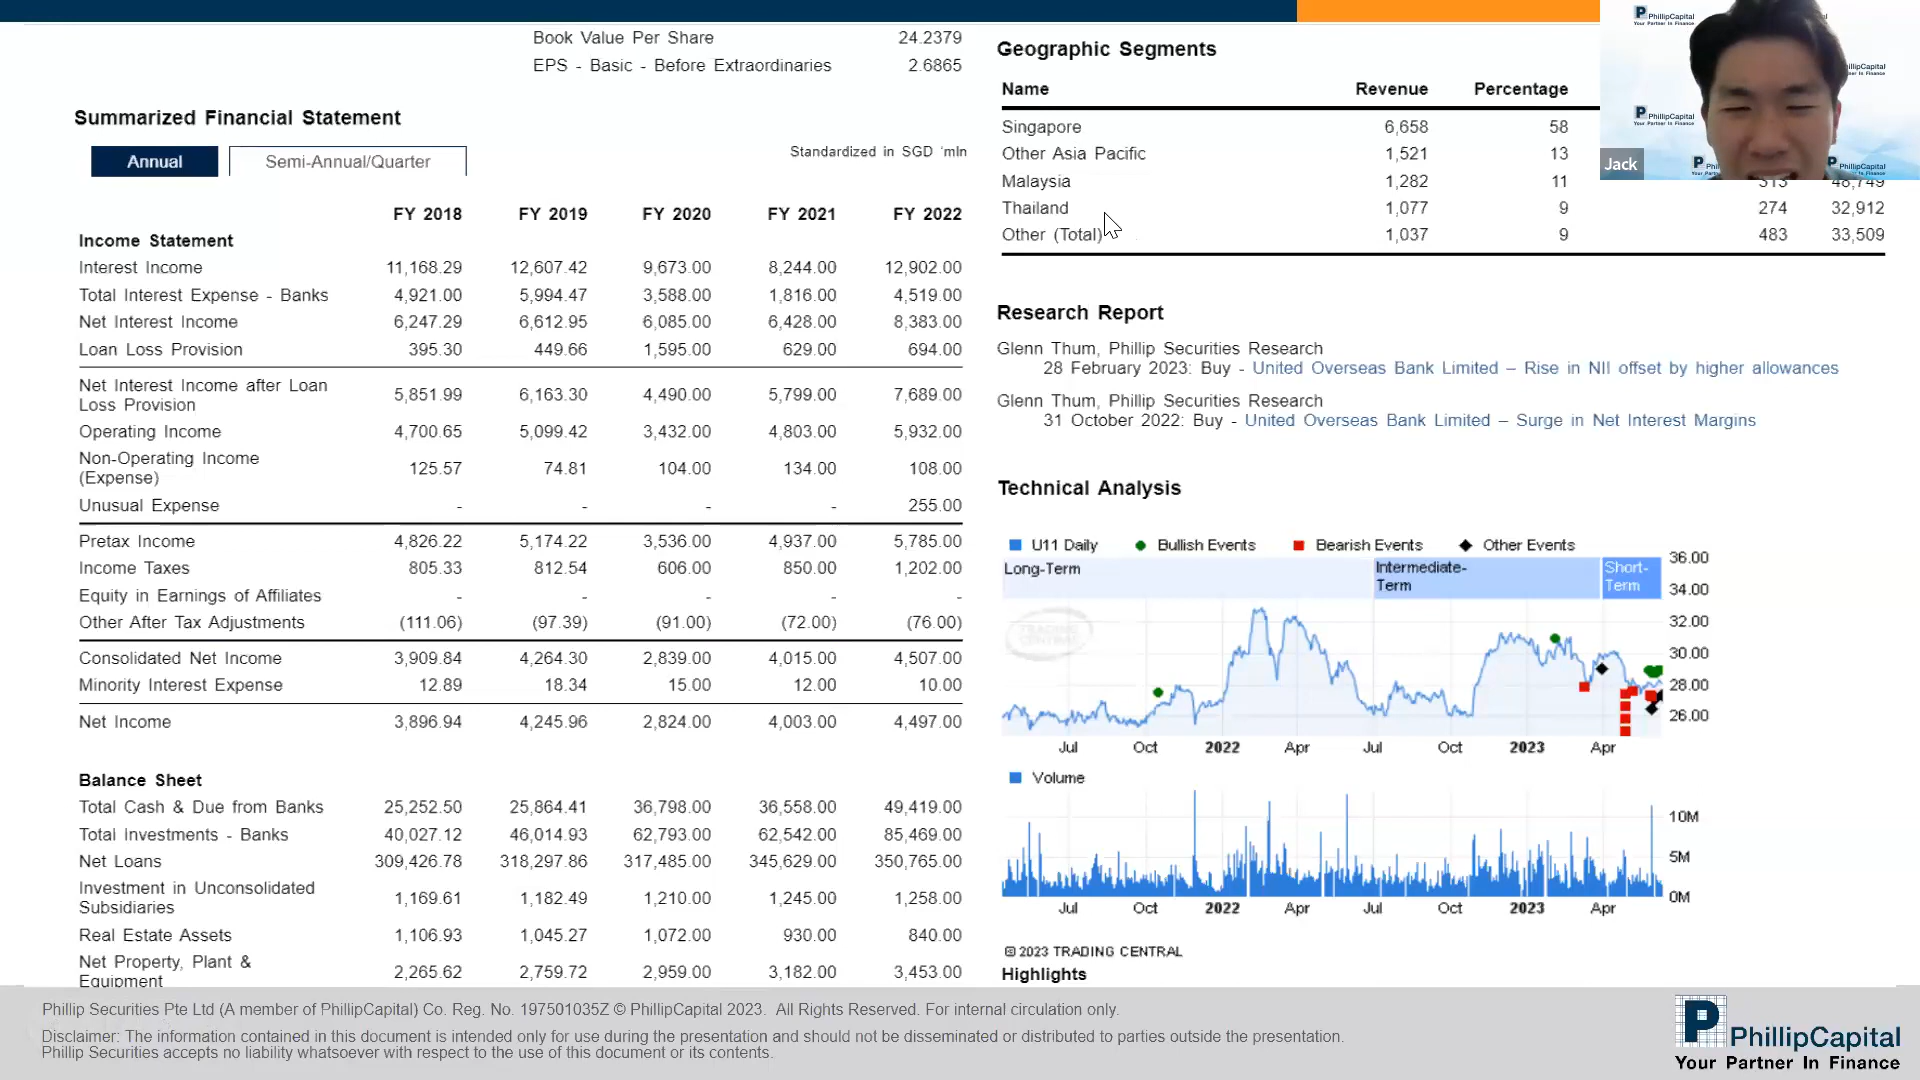 Book Value Per Share 24.2379
EPS - Basic - Before Extraordinaries 2.6865
Summarized Financial Statement
Annual Semi-Annual/Quarter
Standardized in SGD 'mln
FY 2018 FY 2019 FY 2020 FY 2021 FY 2022
Income Statement
Interest Income 11,168.29 12,607.42 9,673.00 8,244.00 12,902.00
Total Interest Expense - Banks 4,921.00 5,994.47 3,588.00 1,816.00 4,519.00
Net Interest Income 6,247.29 6,612.95 6,085.00 6,428.00 8,383.00
Loan Loss Provision 395.30 449.66 1,595.00 629.00 694.00
Net Interest Income after Loan
Loss Provision 5,851.99 6,163.30 4,490.00 5,799.00 7,689.00
Operating Income 4,700.65 5,099.42 3,432.00 4,803.00 5,932.00
Non-Operating Income
(Expense) 125.57 74.81 104.00 134.00 108.00
Unusual Expense - - - - 255.00
Pretax Income 4,826.22 5,174.22 3,536.00 4,937.00 5,785.00
Income Taxes 805.33 812.54 606.00 850.00 1,202.00
Equity in Earnings of Affiliates - - - - -
Other After Tax Adjustments (111.06) (97.39) (91.00) (72.00) (76.00)
Consolidated Net Income 3,909.84 4,264.30 2,839.00 4,015.00 4,507.00
Minority Interest Expense 12.89 18.34 15.00 12.00 10.00
Net Income 3,896.94 4,245.96 2,824.00 4,003.00 4,497.00
Balance Sheet
Total Cash & Due from Banks 25,252.50 25,864.41 36,798.00 36,558.00 49,419.00
Total Investments - Banks 40,027.12 46,014.93 62,793.00 62,542.00 85,469.00
Net Loans 309,426.78 318,297.86 317,485.00 345,629.00 350,765.00
Investment in Unconsolidated
Subsidiaries 1,169.61 1,182.49 1,210.00 1,245.00 1,258.00
Real Estate Assets 1,106.93 1,045.27 1,072.00 930.00 840.00
Net Property, Plant &
Equipment 2,265.62 2,759.72 2,959.00 3,182.00 3,453.00
Geographic Segments
Name Revenue Percentage
Singapore 6,658 58
Other Asia Pacific 1,521 13
Malaysia 1,282 11 313 48,749
Thailand 1,077 9 274 32,912
Other (Total) 1,037 9 483 33,509
Research Report
Glenn Thum, Phillip Securities Research
28 February 2023: Buy - United Overseas Bank Limited – Rise in NII offset by higher allowances
Glenn Thum, Phillip Securities Research
31 October 2022: Buy - United Overseas Bank Limited – Surge in Net Interest Margins
Technical Analysis
U11 Daily Bullish Events Bearish Events Other Events
Long-Term Intermediate-Term Short-Term
TRADING CENTRAL
36.00
34.00
32.00
30.00
28.00
26.00
Jul Oct 2022 Apr Jul Oct 2023 Apr
Volume
10M
5M
0M
Jul Oct 2022 Apr Jul Oct 2023 Apr
© 2023 TRADING CENTRAL
Highlights
PhillipCapital
Your Partner In Finance
PhillipCapital
Your Partner In Finance
Jack
Phillip Securities Pte Ltd (A member of PhillipCapital) Co. Reg. No. 197501035Z © PhillipCapital 2023. All Rights Reserved. For internal circulation only.
Disclaimer: The information contained in this document is intended only for use during the presentation and should not be disseminated or distributed to parties outside the presentation.
Phillip Securities accepts no liability whatsoever with respect to the use of this document or its contents.
PhillipCapital
Your Partner In Finance